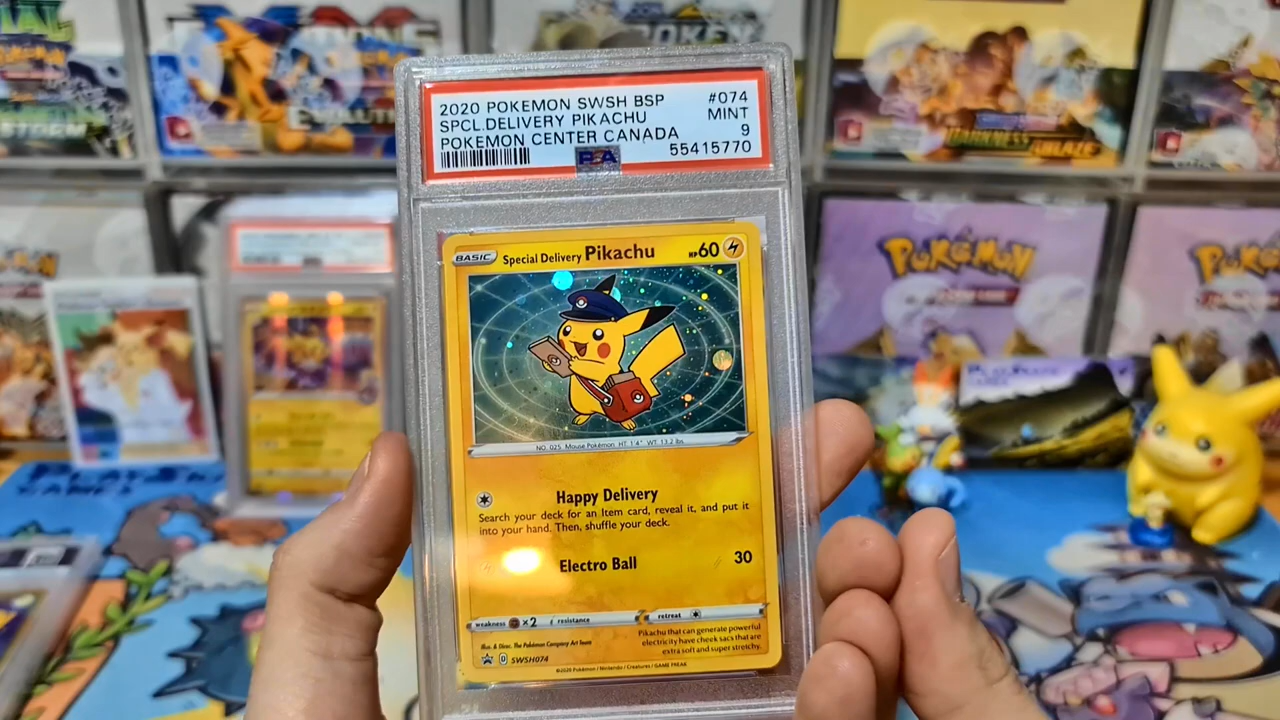 2020 POKEMON SWSH BSP #074
SPCL.DELIVERY PIKACHU MINT
POKEMON CENTER CANADA 9
PSA 55415770
BASIC Special Delivery Pikachu HP60
NO. 025 Mouse Pokémon HT: 1'4" WT: 13.2 lbs
Happy Delivery
Search your deck for an Item card, reveal it, and put it
into your hand. Then, shuffle your deck.
Electro Ball 30
weakness ×2 resistance retreat
Illus. & Direc. The Pokémon Company Art Team
Pikachu that can generate powerful
electricity have cheek sacs that are
extra soft and super stretchy.
SWSH074
©2020 Pokémon / Nintendo / Creatures / GAME FREAK
EVOLUTIONS
DARKNESS ABLAZE
POKéMON